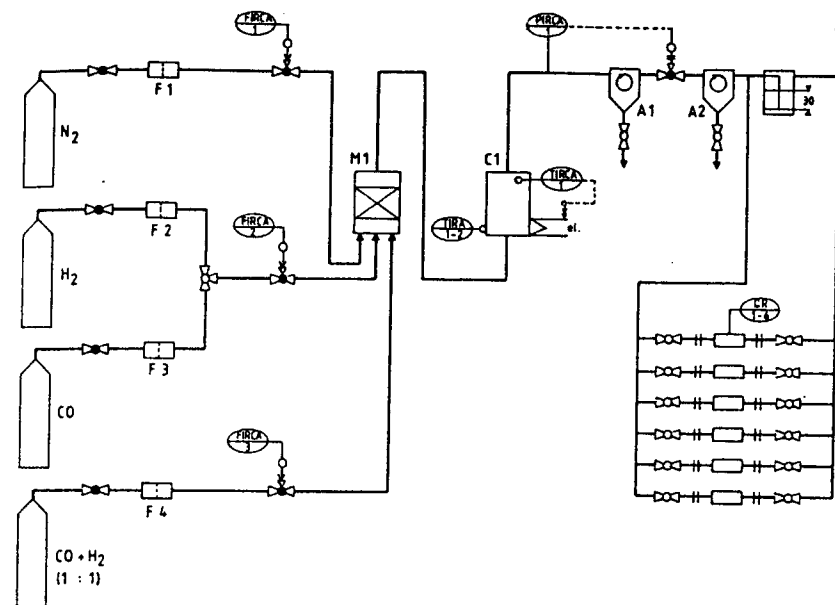 FIRCA
1
F 1
N2
FIRCA
2
F 2
H2
F 3
CO
FIRCA
3
F 4
CO + H2
(1 : 1)
M1
PIRCA
1
C1
TIRCA
1
TIRA
1-2
el.
A1
A2
30
GR
1-6